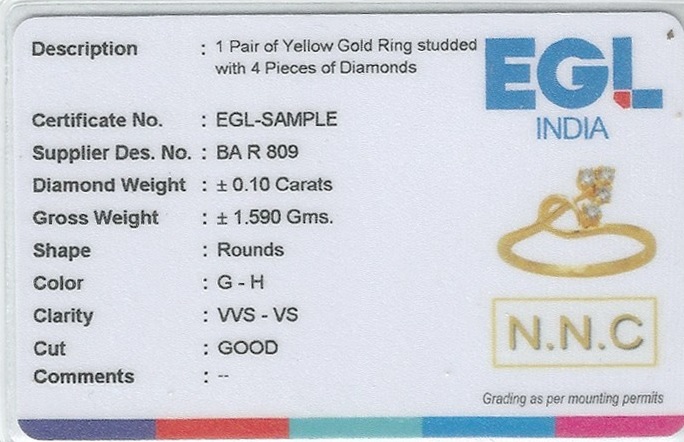 Description : 1 Pair of Yellow Gold Ring studded
with 4 Pieces of Diamonds
EGL
INDIA
Certificate No. : EGL-SAMPLE
Supplier Des. No. : BA R 809
Diamond Weight : ± 0.10 Carats
Gross Weight : ± 1.590 Gms.
Shape : Rounds
Color : G - H
Clarity : VVS - VS
Cut : GOOD
Comments : --
N.N.C
Grading as per mounting permits